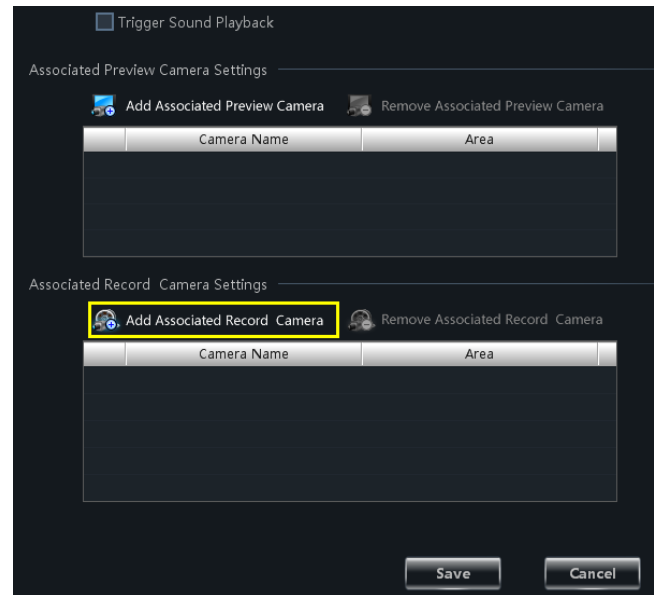 Trigger Sound Playback
Associated Preview Camera Settings
Add Associated Preview Camera Remove Associated Preview Camera
Camera Name Area
Associated Record Camera Settings
Add Associated Record Camera Remove Associated Record Camera
Camera Name Area
Save Cancel